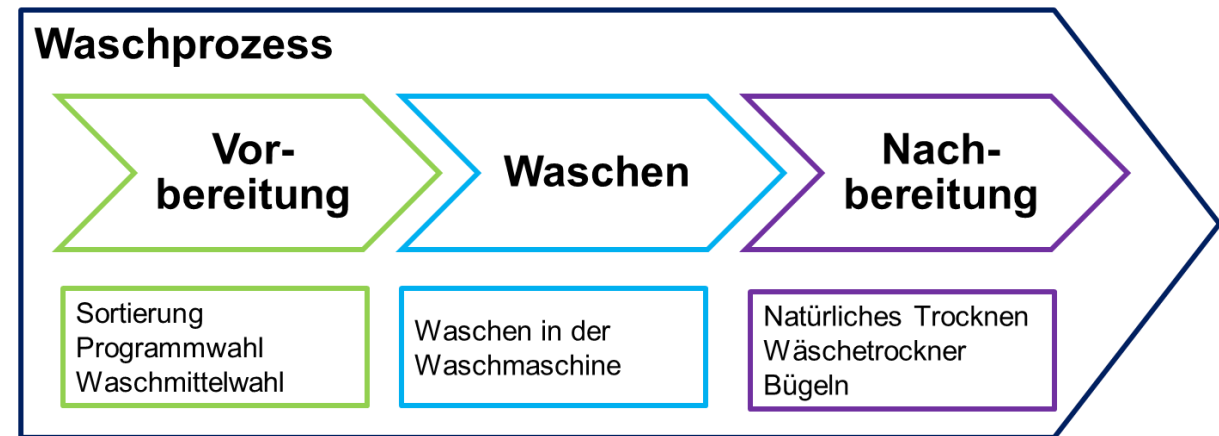 Waschprozess
Vor-
bereitung
Waschen
Nach-
bereitung
Sortierung
Programmwahl
Waschmittelwahl
Waschen in der
Waschmaschine
Natürliches Trocknen
Wäschetrockner
Bügeln